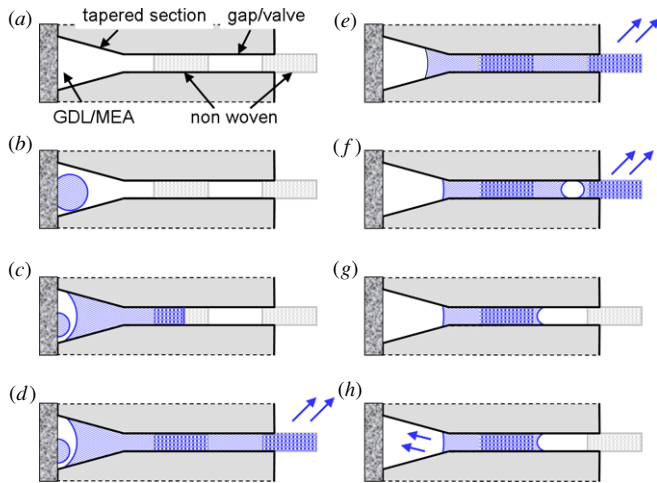 (a)
tapered section
gap/valve
GDL/MEA
non woven
(b)
(c)
(d)
(e)
(f)
(g)
(h)